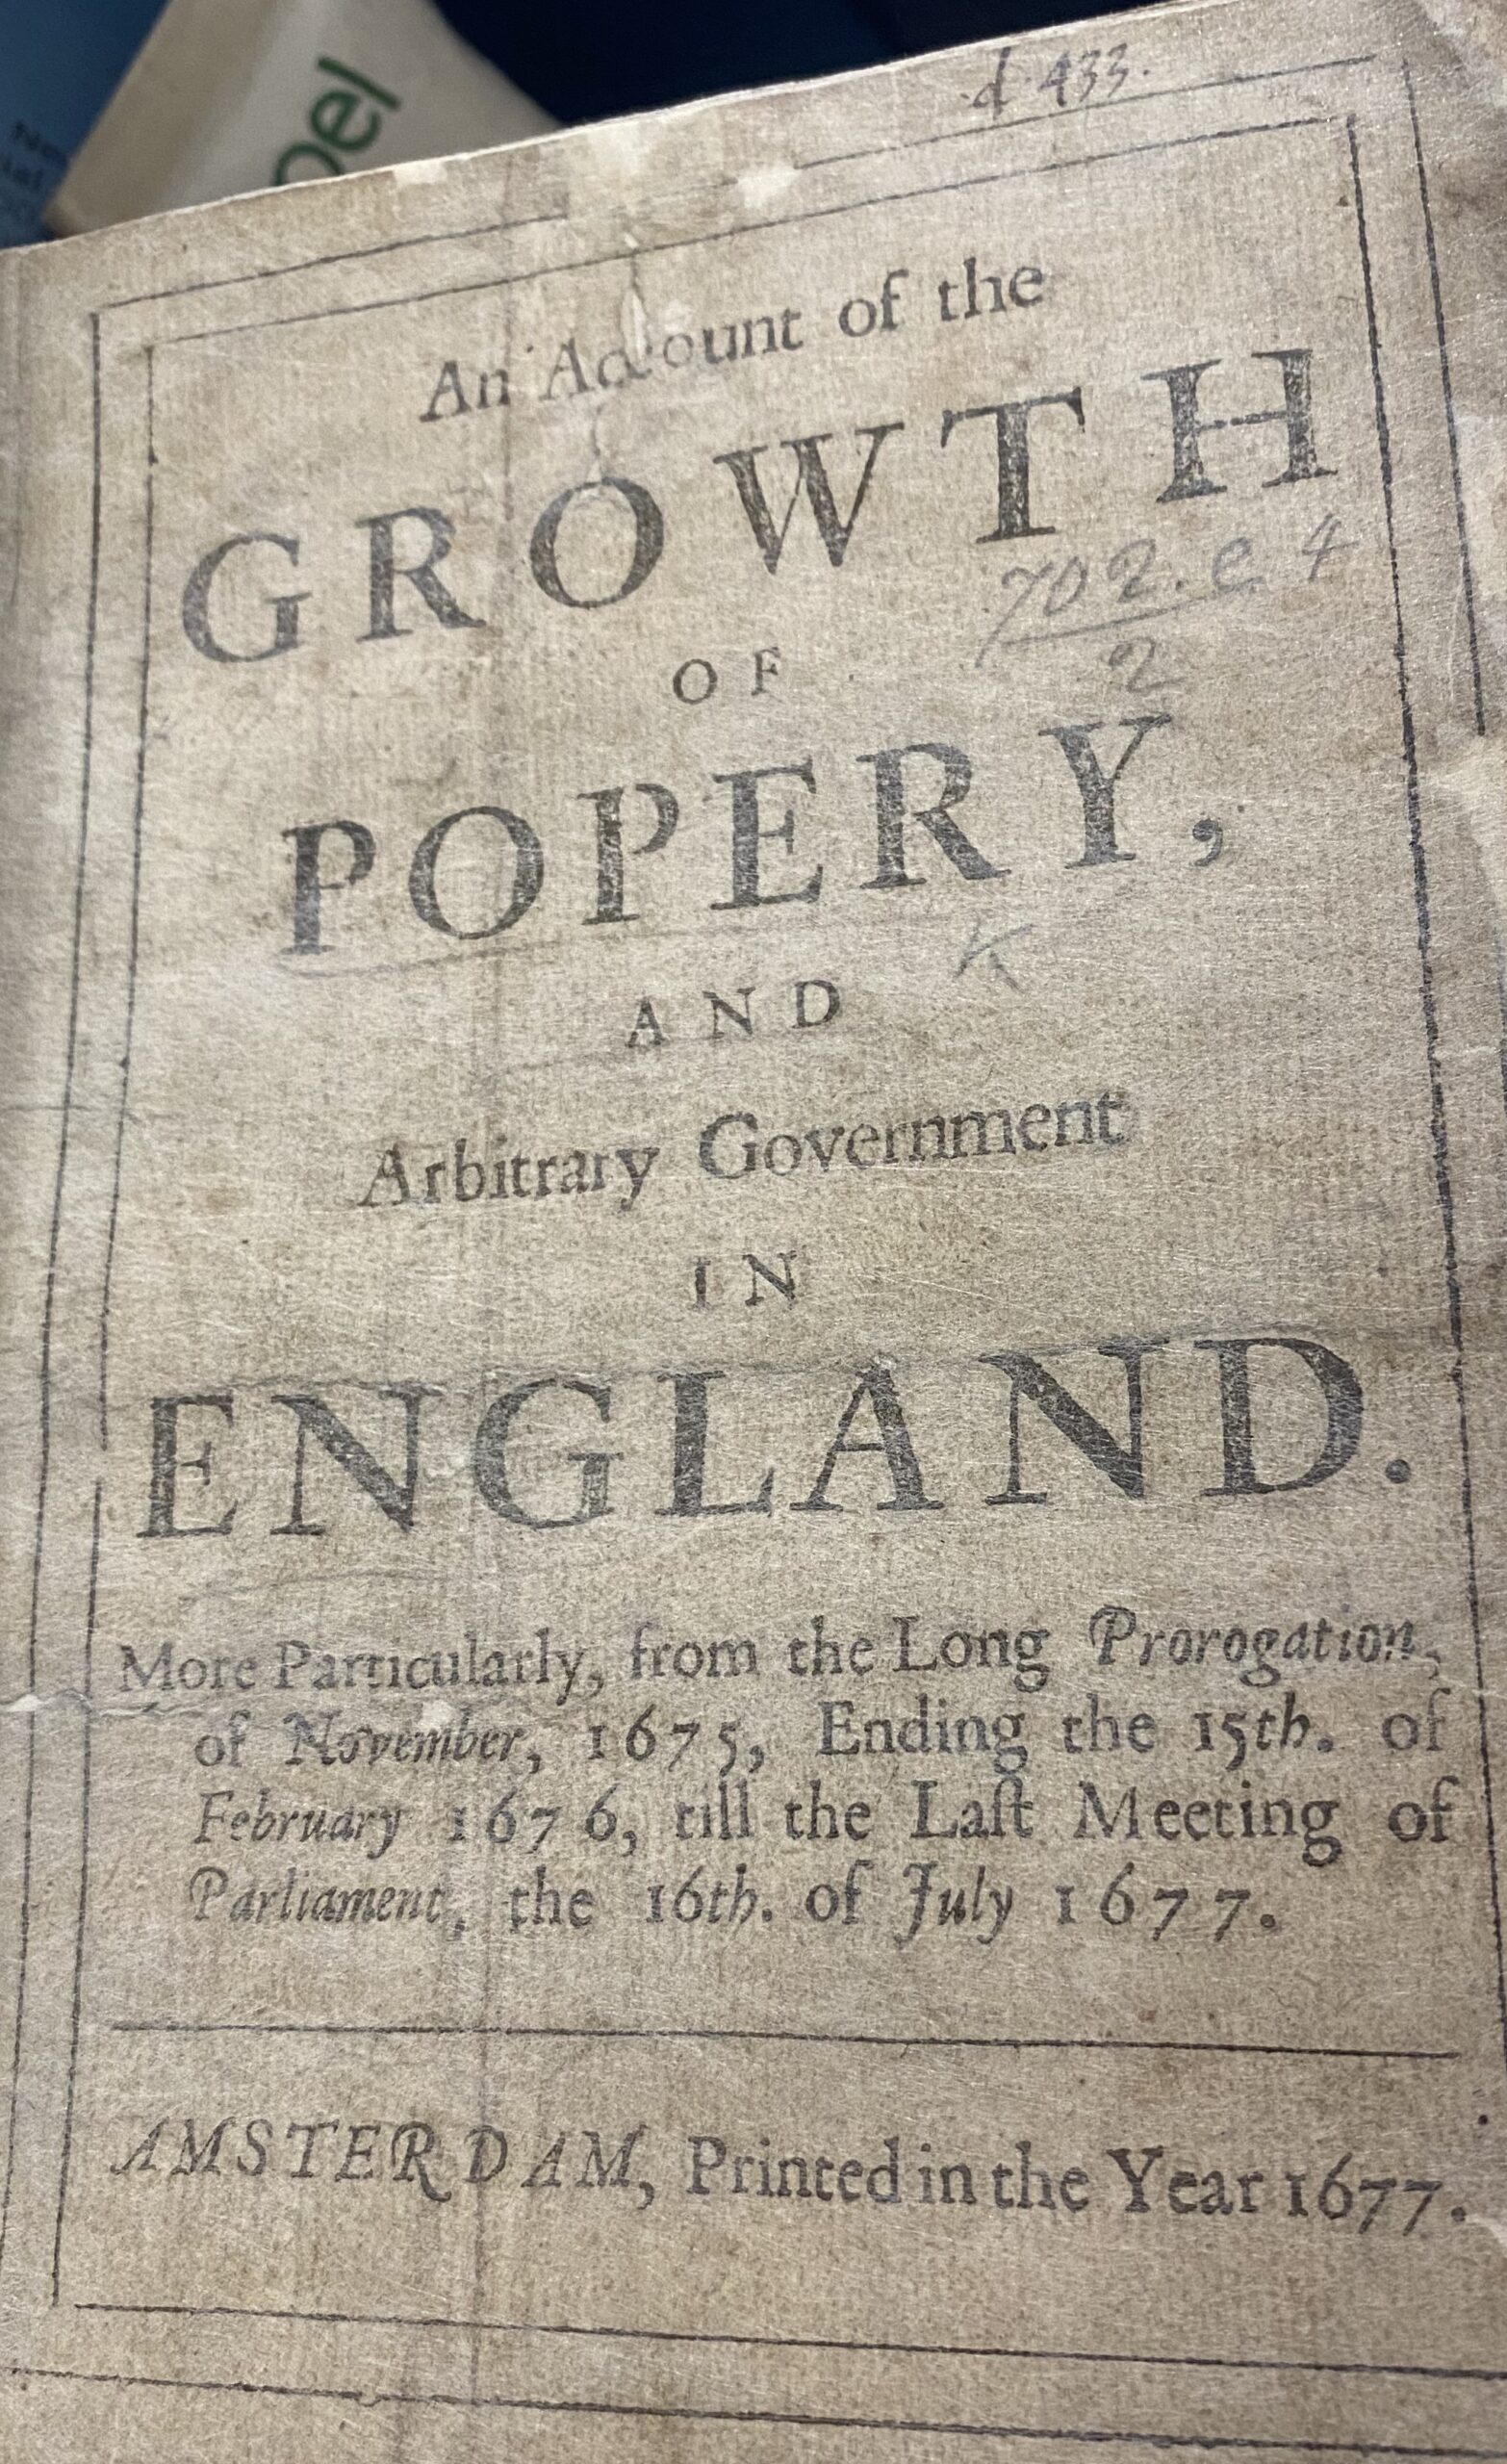 pel
d 433.
An Account of the
GROWTH
702. e. 4
2
OF
POPERY,
K
AND
Arbitrary Government
IN
ENGLAND.
More Particularly, from the Long Prorogation,
of November, 1675, Ending the 15th. of
February 1676, till the Laſt Meeting of
Parliament, the 16th. of July 1677.
AMSTERDAM, Printed in the Year 1677.